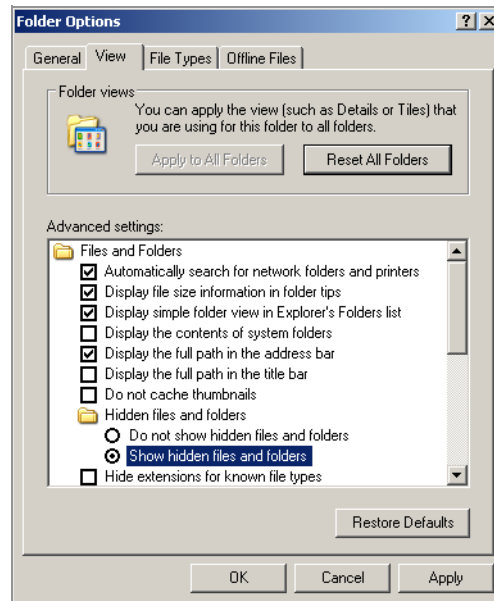 Folder Options
General View File Types Offline Files
Folder views
You can apply the view (such as Details or Tiles) that
you are using for this folder to all folders.
Apply to All Folders Reset All Folders
Advanced settings:
Files and Folders
Automatically search for network folders and printers
Display file size information in folder tips
Display simple folder view in Explorer's Folders list
Display the contents of system folders
Display the full path in the address bar
Display the full path in the title bar
Do not cache thumbnails
Hidden files and folders
Do not show hidden files and folders
Show hidden files and folders
Hide extensions for known file types
Restore Defaults
OK Cancel Apply